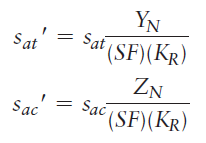 s_at' = s_at Y_N / (SF)(K_R)
s_ac' = s_ac Z_N / (SF)(K_R)